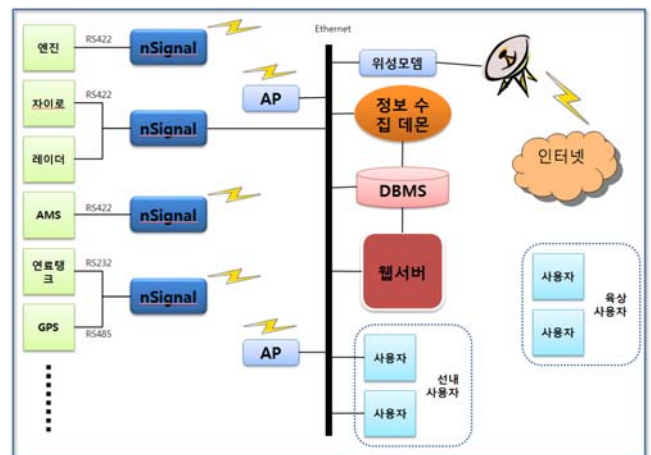 Ethernet
엔진
RS422
nSignal
자이로
RS422
레이더
nSignal
AMS
RS422
nSignal
연료탱
크
RS232
GPS
RS485
nSignal
AP
AP
위성모뎀
정보 수
집 데몬
DBMS
웹서버
사용자
사용자
선내
사용자
인터넷
사용자
사용자
육상
사용자